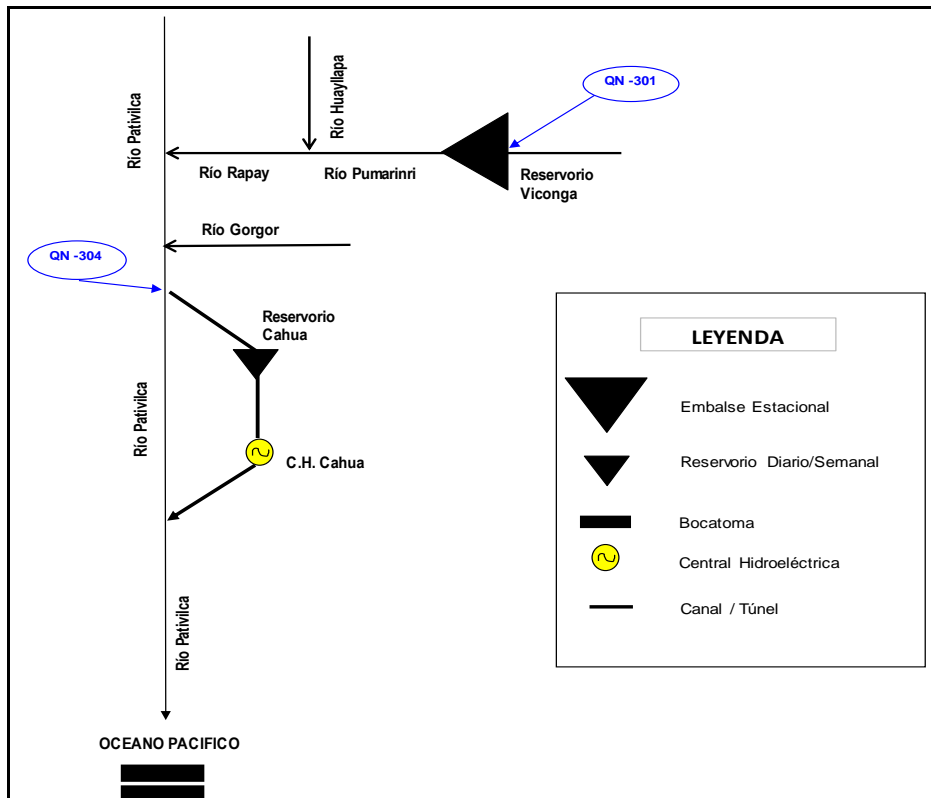 QN -301
Río Pativilca
Río Huayllapa
Río Rapay
Río Pumarinri
Reservorio
Viconga
Río Gorgor
QN -304
Reservorio
Cahua
Río Pativilca
C.H. Cahua
Río Pativilca
OCEANO PACIFICO
LEYENDA
Embalse Estacional
Reservorio Diario/Semanal
Bocatoma
Central Hidroeléctrica
Canal / Túnel